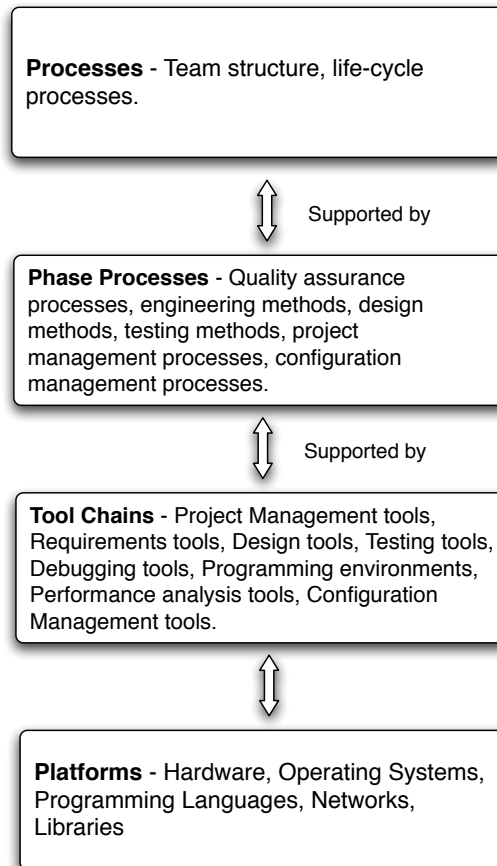 Processes - Team structure, life-cycle
processes.
Supported by
Phase Processes - Quality assurance
processes, engineering methods, design
methods, testing methods, project
management processes, configuration
management processes.
Supported by
Tool Chains - Project Management tools,
Requirements tools, Design tools, Testing tools,
Debugging tools, Programming environments,
Performance analysis tools, Configuration
Management tools.
Platforms - Hardware, Operating Systems,
Programming Languages, Networks,
Libraries